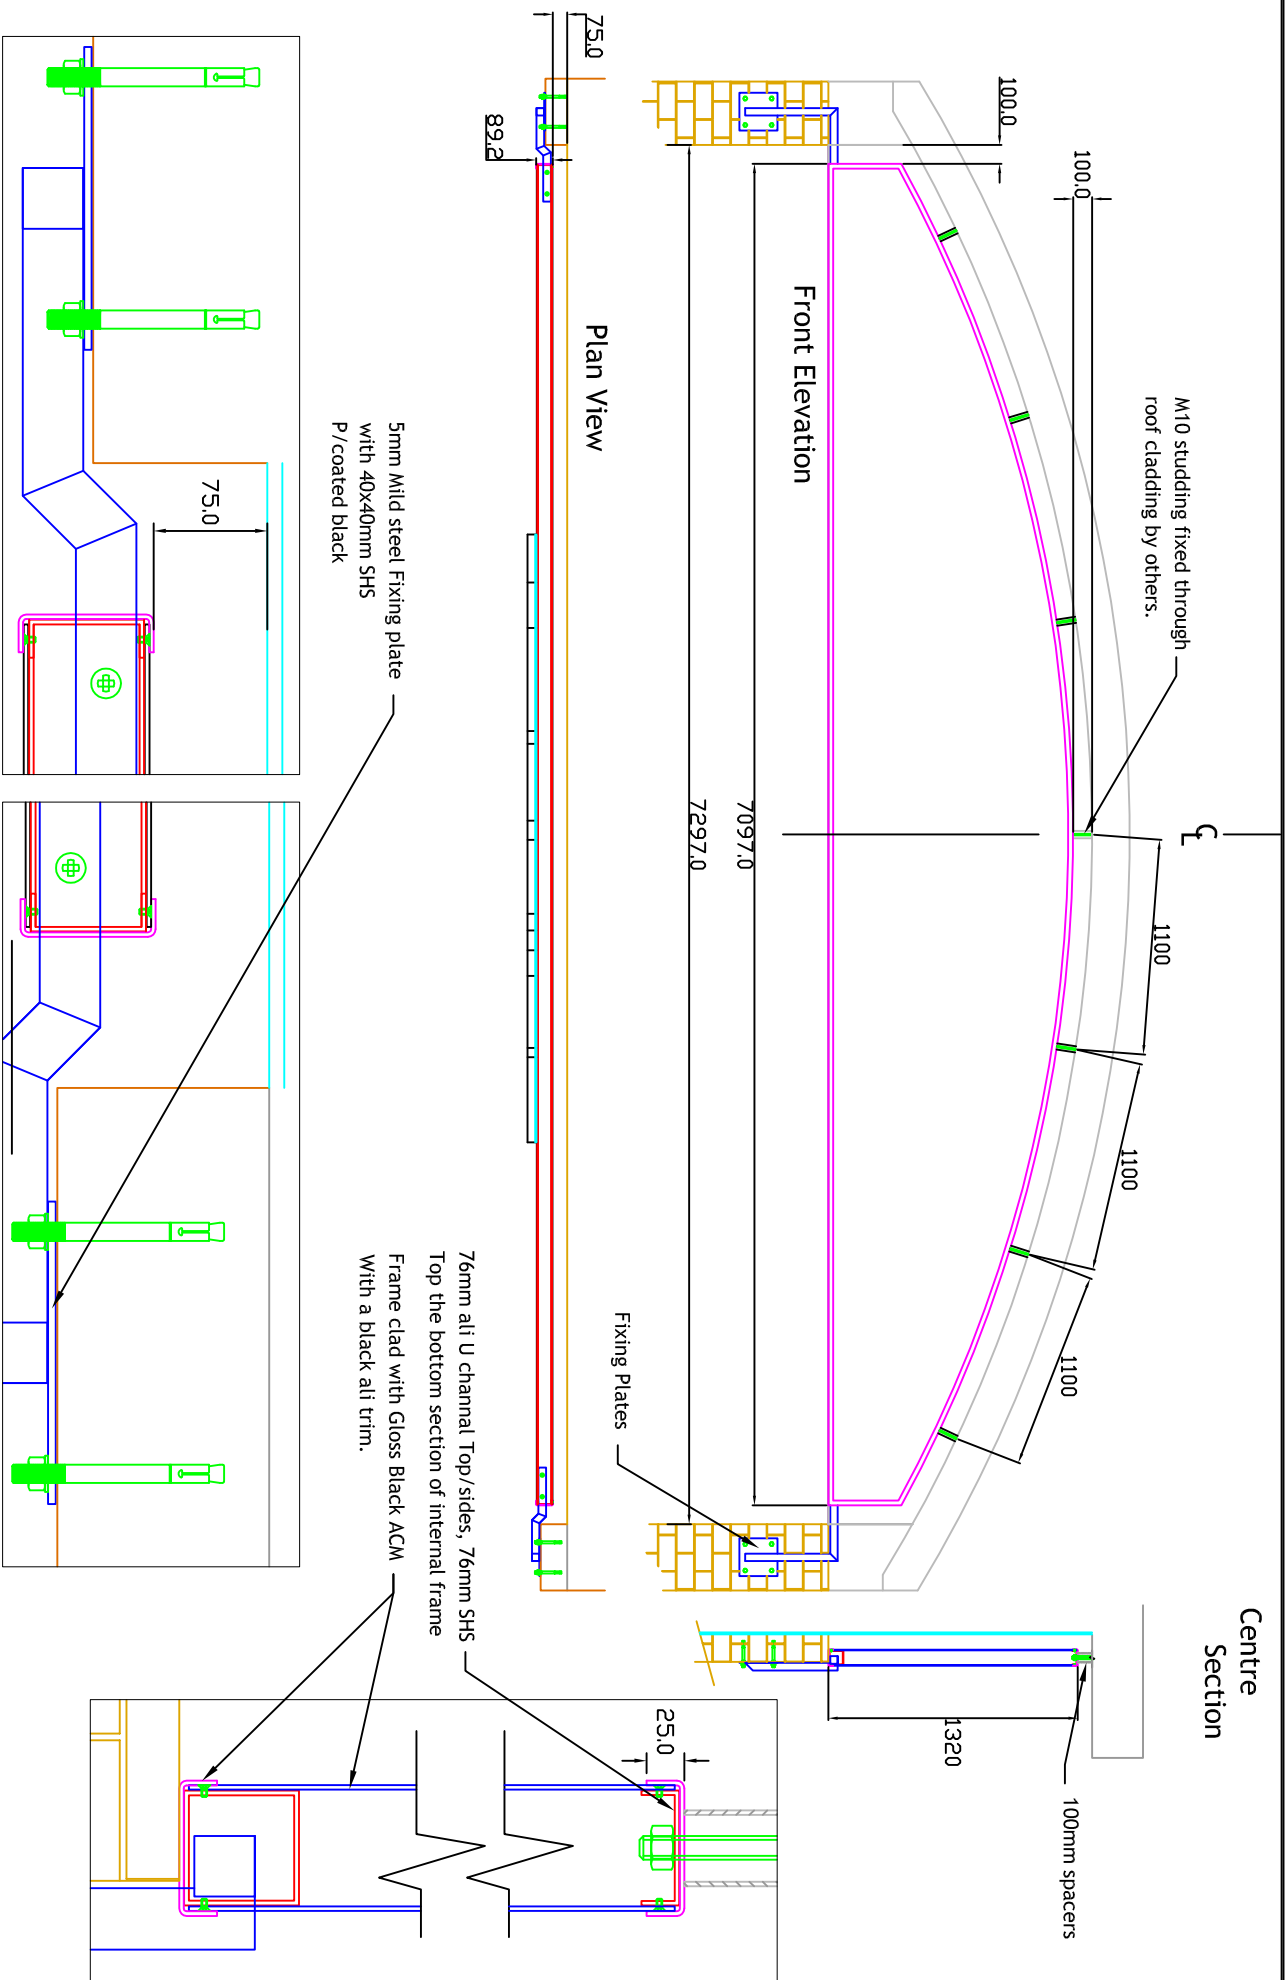 Centre
Section
C
L
M10 studding fixed through
roof cladding by others.
100.0
100.0
1100
1100
1100
100mm spacers
1320
Front Elevation
7097.0
7297.0
Fixing Plates
Plan View
75.0
89.2
76mm ali U channal Top/sides, 76mm SHS
Top the bottom section of internal frame
Frame clad with Gloss Black ACM
With a black ali trim.
25.0
5mm Mild steel Fixing plate
with 40x40mm SHS
P/coated black
75.0